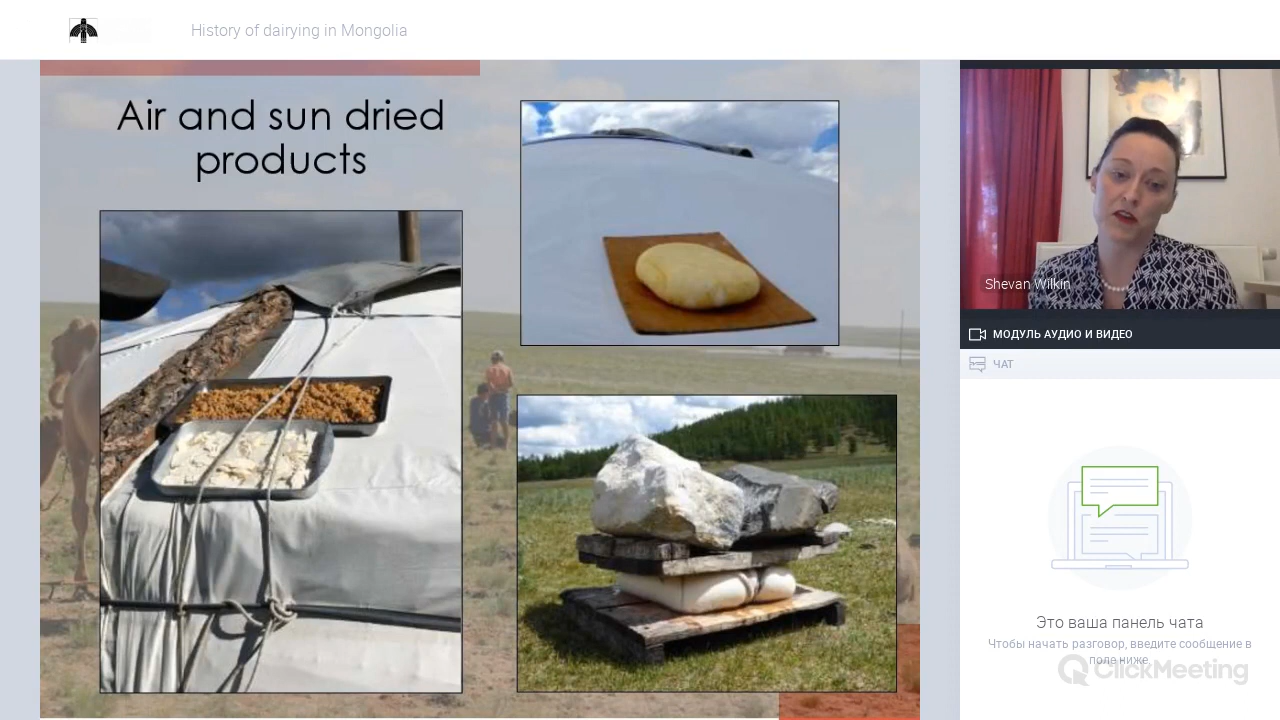 History of dairying in Mongolia
Air and sun dried
products
Shevan Wilkin
МОДУЛЬ АУДИО И ВИДЕО
ЧАТ
Это ваша панель чата
Чтобы начать разговор, введите сообщение в
поле ниже
ClickMeeting